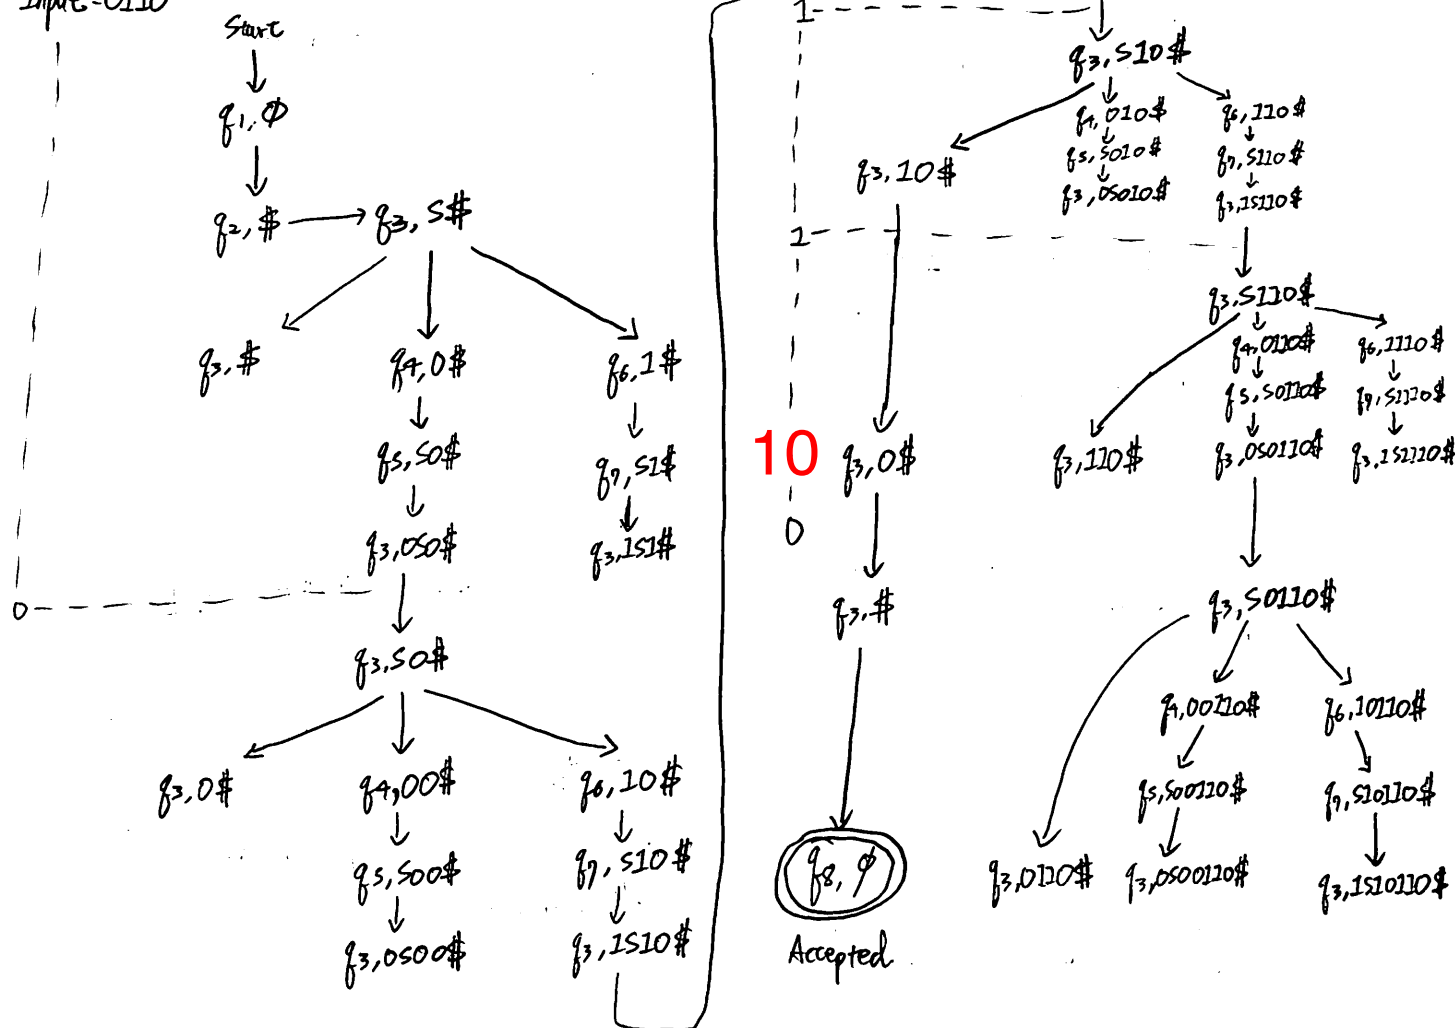 Input=0110
Start
q1,∅
q2,$
q3,S$
q3,$
q4,0$
q6,1$
q5,S0$
q7,S1$
q3,0S0$
q3,1S1$
0
q3,S0$
q3,0$
q4,00$
q6,10$
q5,S00$
q7,S10$
q3,0S00$
q3,1S10$
1
q3,S10$
q3,10$
q4,010$
q6,110$
q5,S010$
q7,S110$
q3,0S010$
q3,1S110$
1
q3,S110$
q4,0110$
q6,1110$
q5,S0110$
q7,S1110$
10
q3,0$
q3,110$
q3,0S0110$
q3,1S1110$
0
q3,$
q3,S0110$
q4,00110$
q6,10110$
q5,S00110$
q7,S10110$
q8,∅
q3,0110$
q3,0S00110$
q3,1S10110$
Accepted